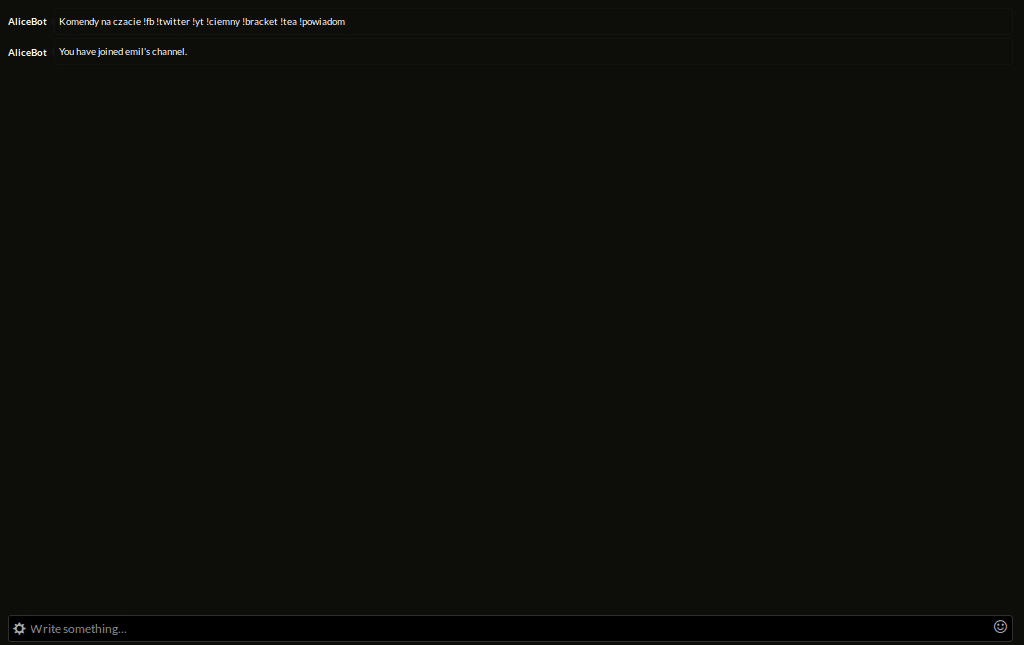 AliceBot Komendy na czacie !fb !twitter !yt !ciemny !bracket !tea !powiadom
AliceBot You have joined emil's channel.
Write something...